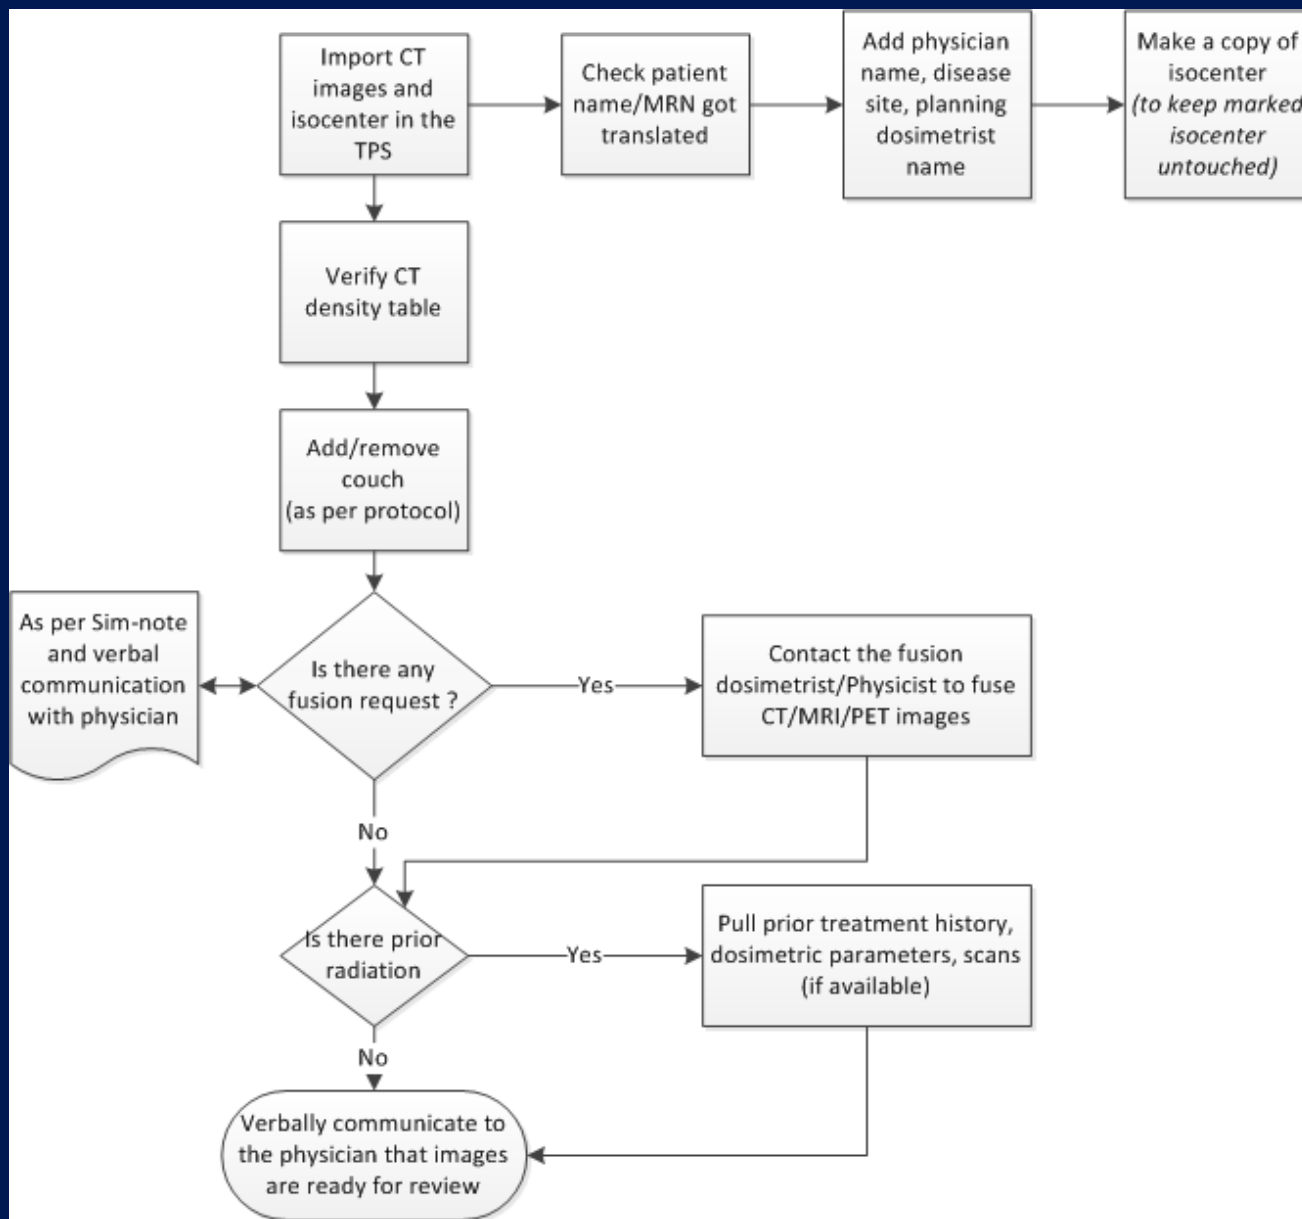 Import CT
images and
isocenter in the
TPS
Check patient
name/MRN got
translated
Add physician
name, disease
site, planning
dosimetrist
name
Make a copy of
isocenter
(to keep marked
isocenter
untouched)
Verify CT
density table
Add/remove
couch
(as per protocol)
As per Sim-note
and verbal
communication
with physician
Is there any
fusion request ?
Yes
Contact the fusion
dosimetrist/Physicist to fuse
CT/MRI/PET images
No
Is there prior
radiation
Yes
Pull prior treatment history,
dosimetric parameters, scans
(if available)
No
Verbally communicate to
the physician that images
are ready for review